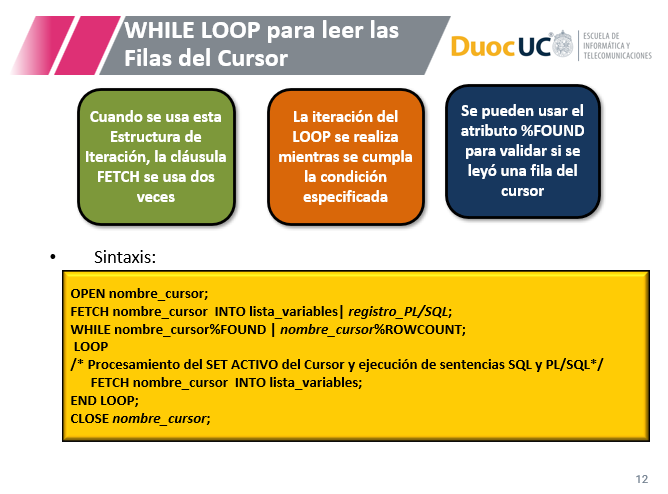 WHILE LOOP para leer las
Filas del Cursor
Duoc UC
ESCUELA DE
INFORMÁTICA Y
TELECOMUNICACIONES
Cuando se usa esta
Estructura de
Iteración, la cláusula
FETCH se usa dos
veces
La iteración del
LOOP se realiza
mientras se cumpla
la condición
especificada
Se pueden usar el
atributo %FOUND
para validar si se
leyó una fila del
cursor
• Sintaxis:
OPEN nombre_cursor;
FETCH nombre_cursor INTO lista_variables| registro_PL/SQL;
WHILE nombre_cursor%FOUND | nombre_cursor%ROWCOUNT;
LOOP
/* Procesamiento del SET ACTIVO del Cursor y ejecución de sentencias SQL y PL/SQL*/
FETCH nombre_cursor INTO lista_variables;
END LOOP;
CLOSE nombre_cursor;
12